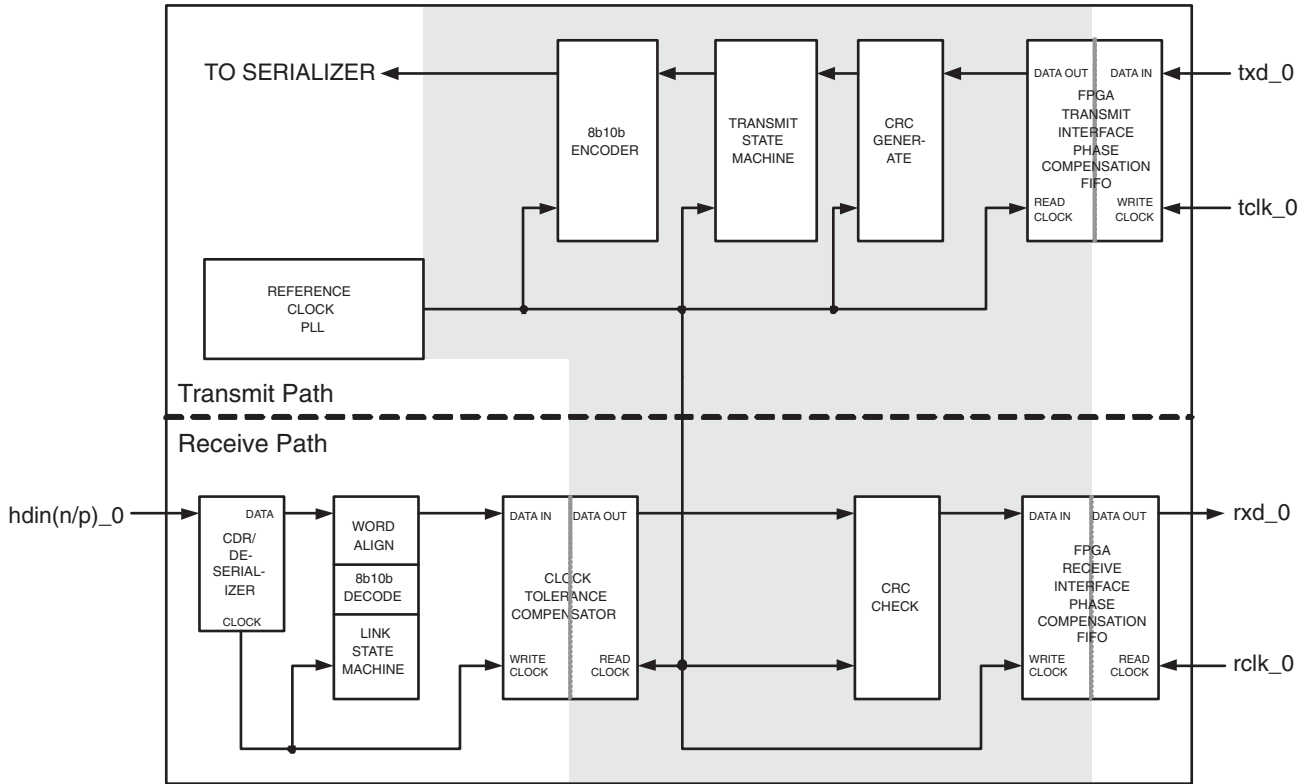 TO SERIALIZER
8b10b
ENCODER
TRANSMIT
STATE
MACHINE
CRC
GENER-
ATE
DATA OUT
DATA IN
FPGA
TRANSMIT
INTERFACE
PHASE
COMPENSATION
FIFO
READ
CLOCK
WRITE
CLOCK
txd_0
tclk_0
REFERENCE
CLOCK
PLL
Transmit Path
Receive Path
hdin(n/p)_0
DATA
CDR/
DE-
SERIAL-
IZER
CLOCK
WORD
ALIGN
8b10b
DECODE
LINK
STATE
MACHINE
DATA IN
DATA OUT
CLOCK
TOLERANCE
COMPENSATOR
WRITE
CLOCK
READ
CLOCK
CRC
CHECK
DATA IN
DATA OUT
FPGA
RECEIVE
INTERFACE
PHASE
COMPENSATION
FIFO
WRITE
CLOCK
READ
CLOCK
rxd_0
rclk_0